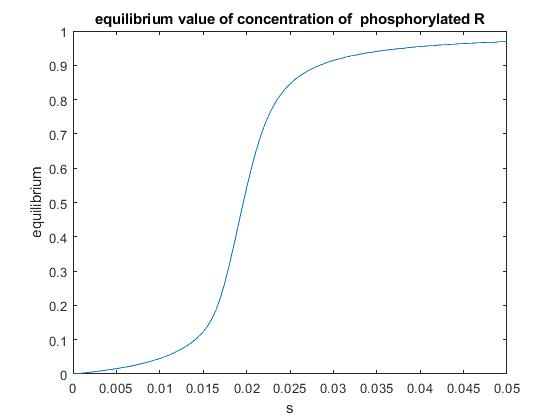 equilibrium value of concentration of  phosphorylated R
1
0.9
0.8
0.7
0.6
0.5
0.4
0.3
0.2
0.1
0
equilibrium
0 0.005 0.01 0.015 0.02 0.025 0.03 0.035 0.04 0.045 0.05
s